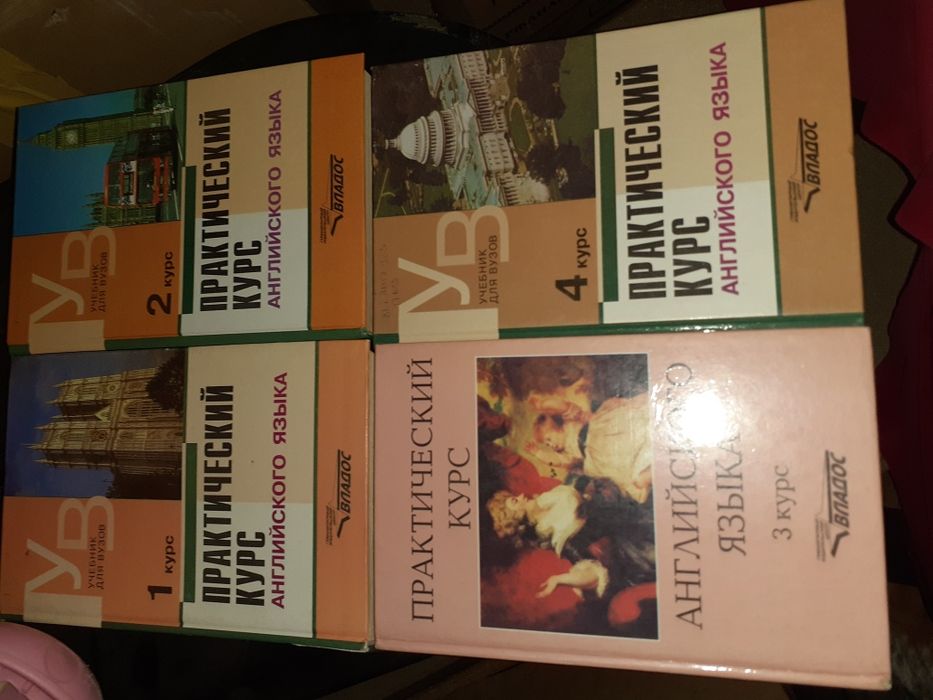 УВ
УЧЕБНИК
ДЛЯ ВУЗОВ
2 курс
ПРАКТИЧЕСКИЙ
КУРС
АНГЛИЙСКОГО ЯЗЫКА
ВЛАДОС
УВ
УЧЕБНИК
ДЛЯ ВУЗОВ
4 курс
ПРАКТИЧЕСКИЙ
КУРС
АНГЛИЙСКОГО ЯЗЫКА
ВЛАДОС
УВ
УЧЕБНИК
ДЛЯ ВУЗОВ
1 курс
ПРАКТИЧЕСКИЙ
КУРС
АНГЛИЙСКОГО ЯЗЫКА
ВЛАДОС
ПРАКТИЧЕСКИЙ
КУРС
АНГЛИЙСКОГО
ЯЗЫКА
3 курс
ВЛАДОС